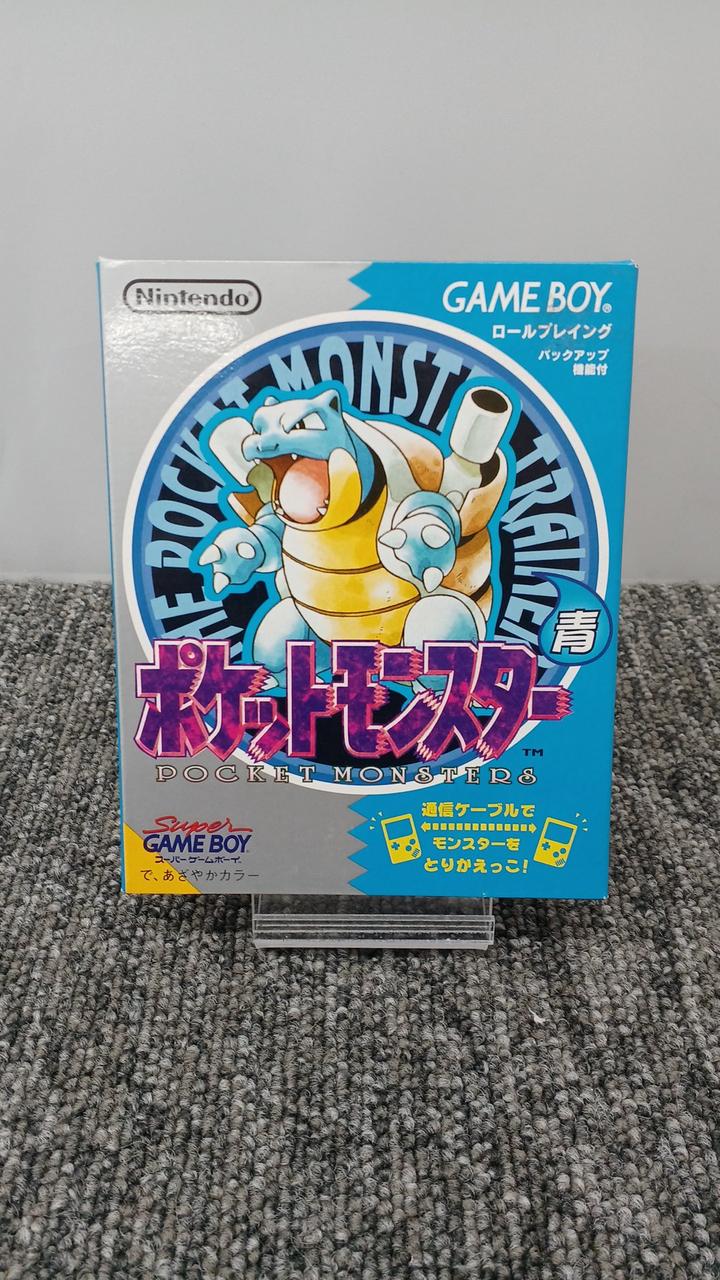 Nintendo®
GAME BOY®
ロールプレイング
バックアップ
機能付
POCKET MONSTER TRAINER
青
ポケットモンスター
TM
POCKET MONSTERS
Super
GAME BOY
スーパーゲームボーイ
で、あざやかカラー
通信ケーブルで
モンスターを
とりかえっこ!